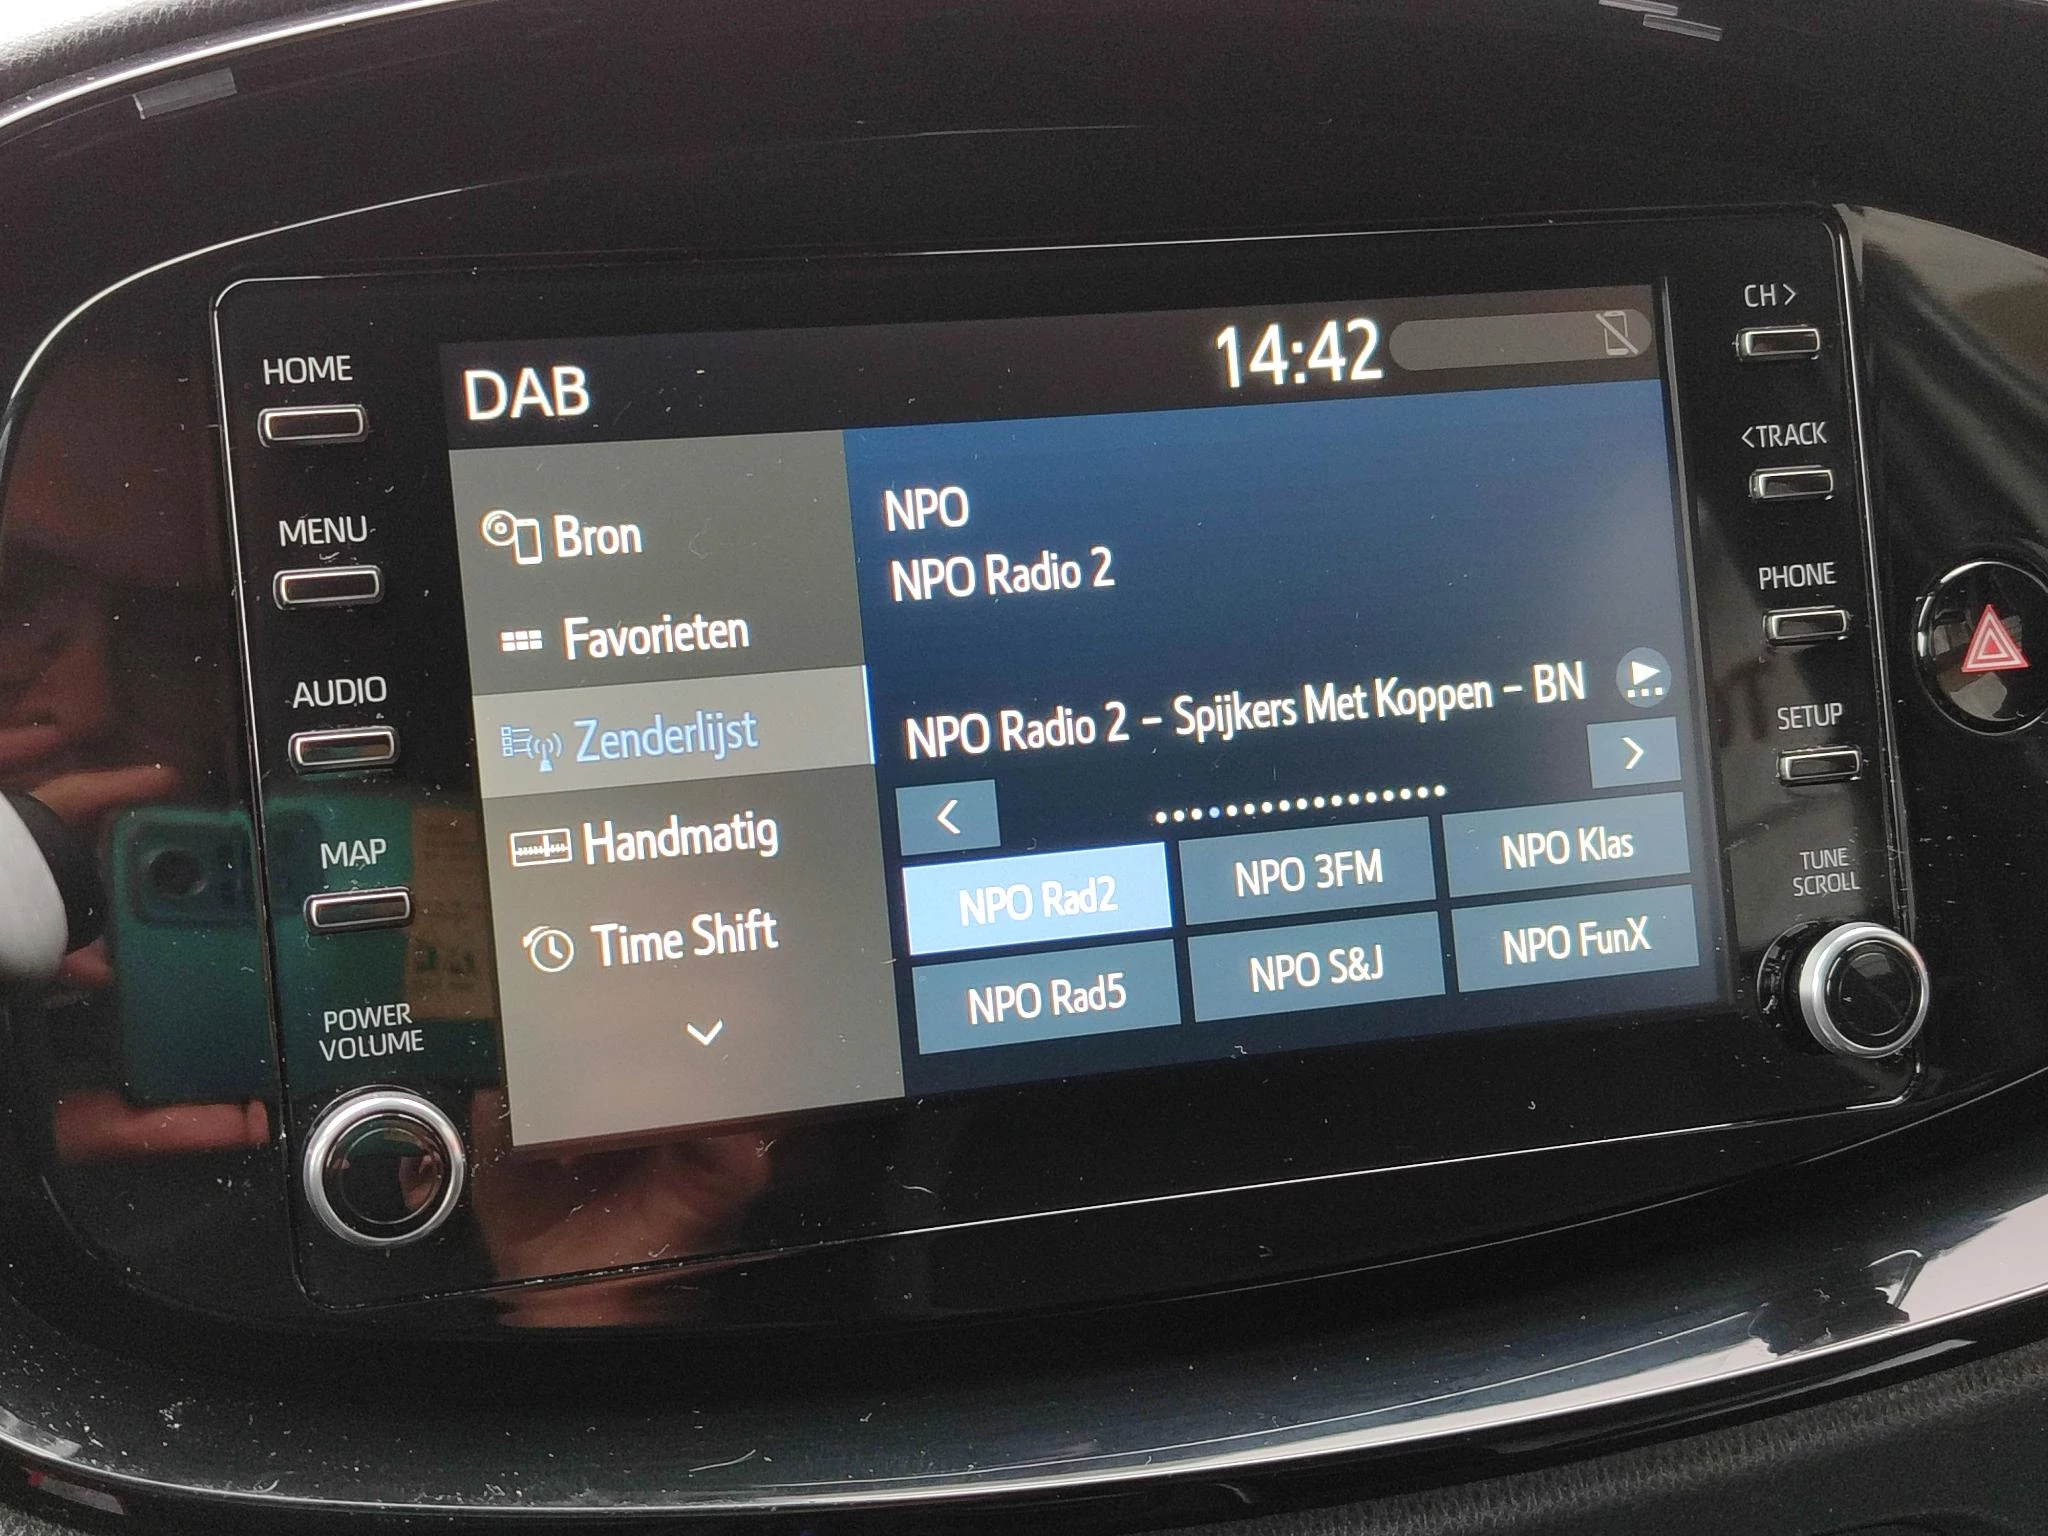 DAB
14:42
HOME
MENU
AUDIO
MAP
POWER
VOLUME
Bron
Favorieten
Zenderlijst
Handmatig
Time Shift
NPO
NPO Radio 2
NPO Radio 2 – Spijkers Met Koppen – BN
NPO Rad2
NPO 3FM
NPO Klas
NPO Rad5
NPO S&J
NPO FunX
CH >
< TRACK
PHONE
SETUP
TUNE
SCROLL